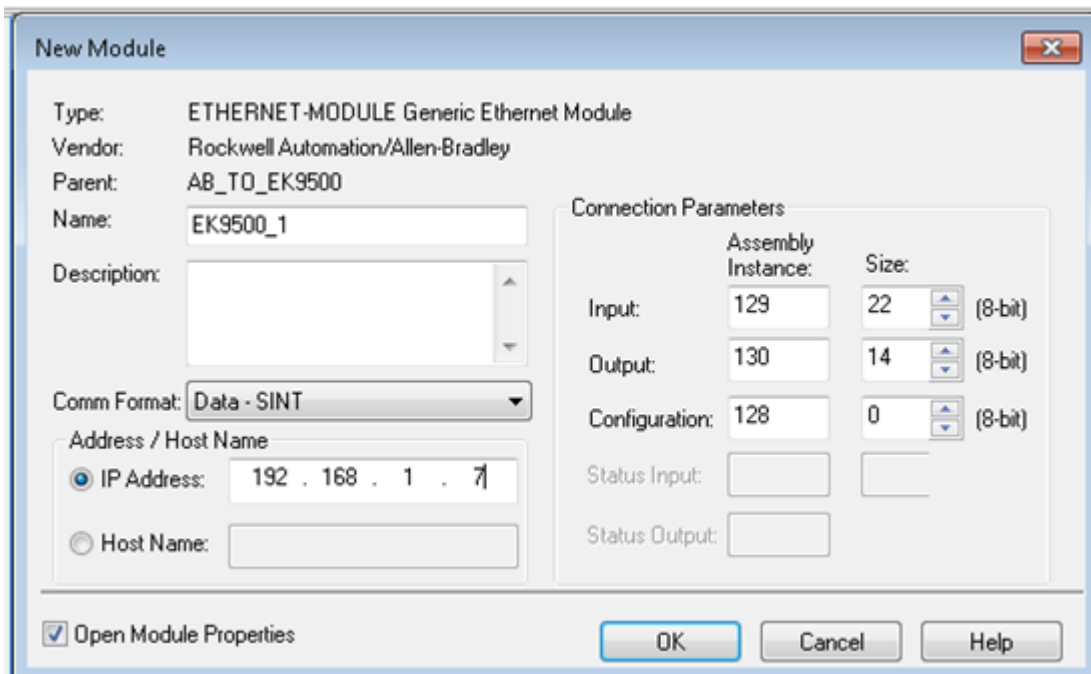 New Module
Type: ETHERNET-MODULE Generic Ethernet Module
Vendor: Rockwell Automation/Allen-Bradley
Parent: AB_TO_EK9500
Name: EK9500_1
Description:
Comm Format: Data - SINT
Address / Host Name
IP Address: 192 . 168 . 1 . 7
Host Name:
Connection Parameters
Assembly Instance: Size:
Input: 129 22 (8-bit)
Output: 130 14 (8-bit)
Configuration: 128 0 (8-bit)
Status Input:
Status Output:
Open Module Properties
OK Cancel Help